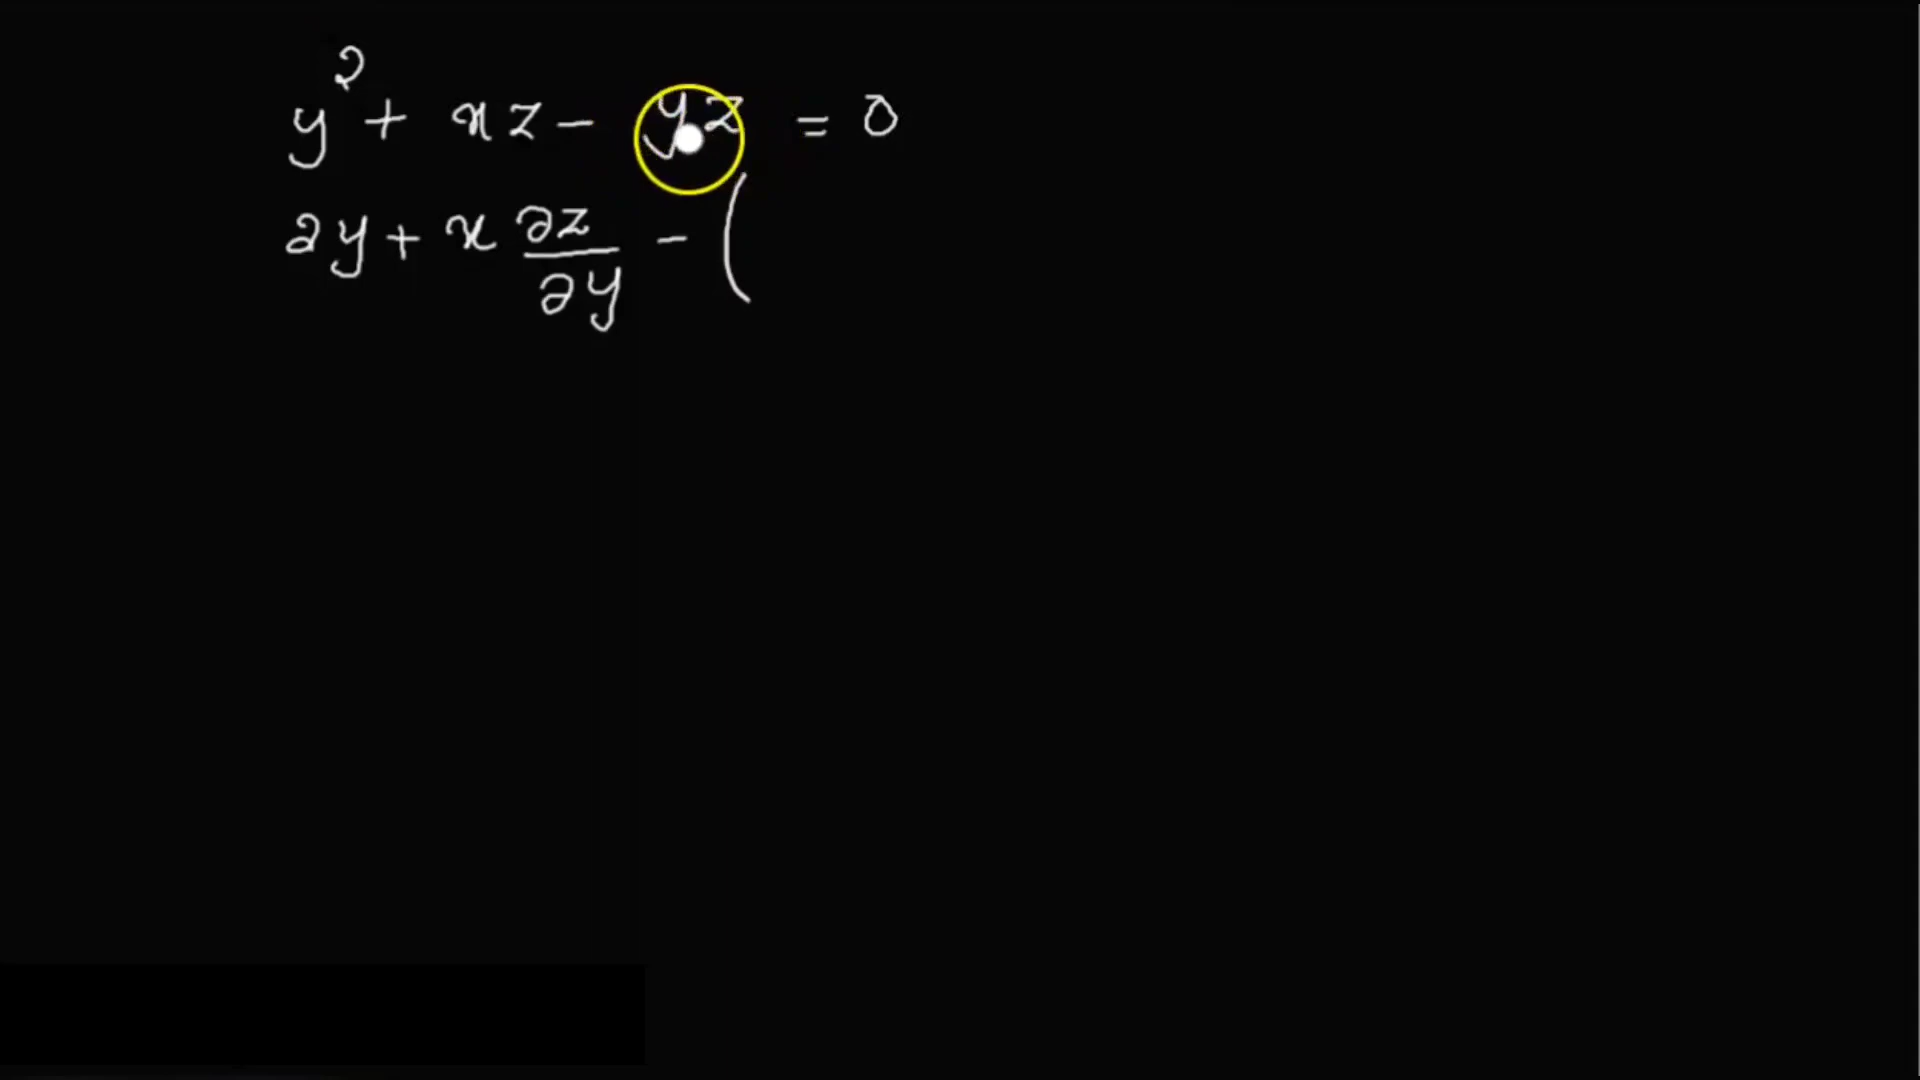 y² + xz - yz = 0
2y + x ∂z/∂y - (